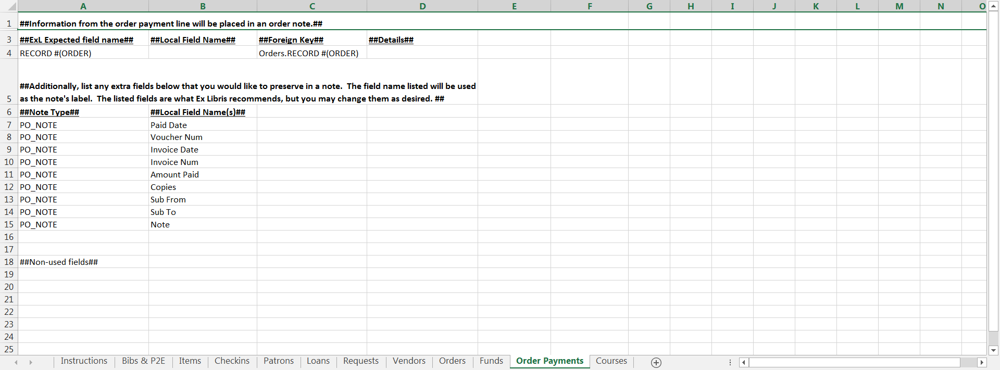 A B C D E F G H I J K L M N O
1 ##Information from the order payment line will be placed in an order note.##
3 ##ExL Expected field name## ##Local Field Name## ##Foreign Key## ##Details##
4 RECORD #(ORDER) Orders.RECORD #(ORDER)
##Additionally, list any extra fields below that you would like to preserve in a note.  The field name listed will be used
5 as the note's label.  The listed fields are what Ex Libris recommends, but you may change them as desired. ##
6 ##Note Type## ##Local Field Name(s)##
7 PO_NOTE Paid Date
8 PO_NOTE Voucher Num
9 PO_NOTE Invoice Date
10 PO_NOTE Invoice Num
11 PO_NOTE Amount Paid
12 PO_NOTE Copies
13 PO_NOTE Sub From
14 PO_NOTE Sub To
15 PO_NOTE Note
16
17
18 ##Non-used fields##
19
20
21
22
23
24
25
Instructions Bibs & P2E Items Checkins Patrons Loans Requests Vendors Orders Funds Order Payments Courses